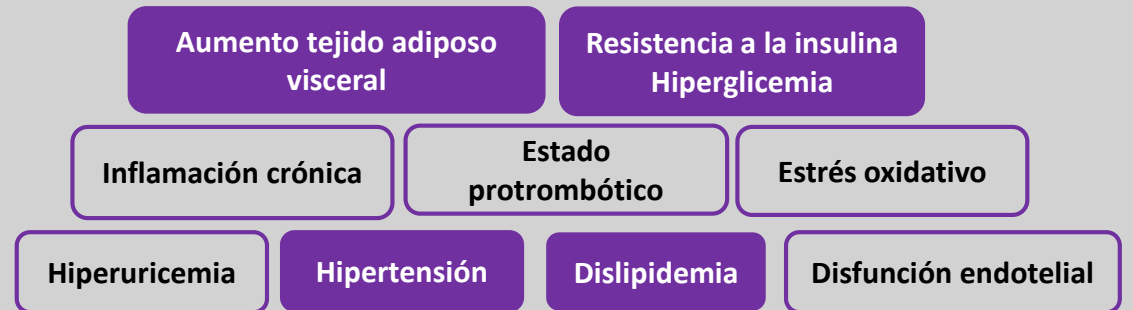 Aumento tejido adiposo
visceral
Resistencia a la insulina
Hiperglicemia
Inflamación crónica
Estado
protrombótico
Estrés oxidativo
Hiperuricemia
Hipertensión
Dislipidemia
Disfunción endotelial